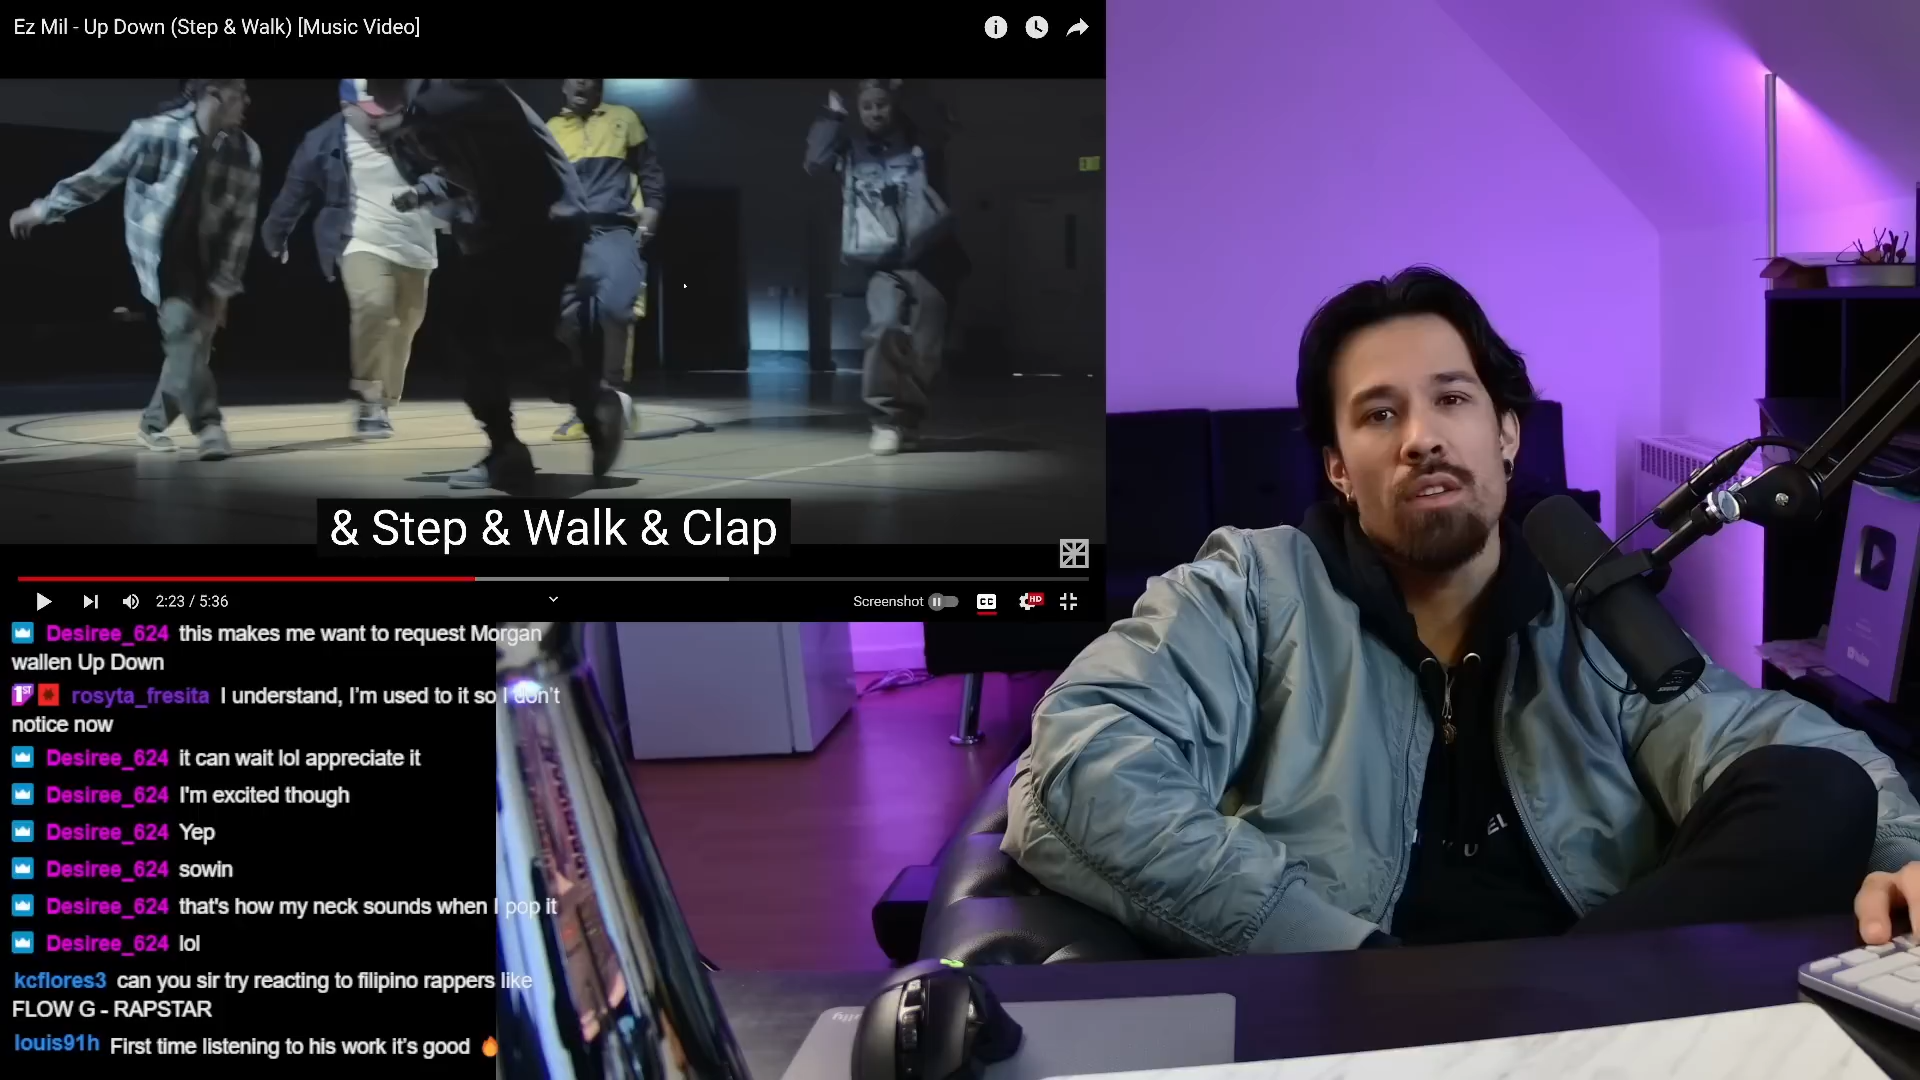 Ez Mil - Up Down (Step & Walk) [Music Video]
& Step & Walk & Clap
2:23 / 5:36
Screenshot
CC
HD
Desiree_624 this makes me want to request Morgan
wallen Up Down
1ST rosyta_fresita I understand, I'm used to it so I don't
notice now
Desiree_624 it can wait lol appreciate it
Desiree_624 I'm excited though
Desiree_624 Yep
Desiree_624 sowin
Desiree_624 that's how my neck sounds when I pop it
Desiree_624 lol
kcflores3 can you sir try reacting to filipino rappers like
FLOW G - RAPSTAR
louis91h First time listening to his work it's good